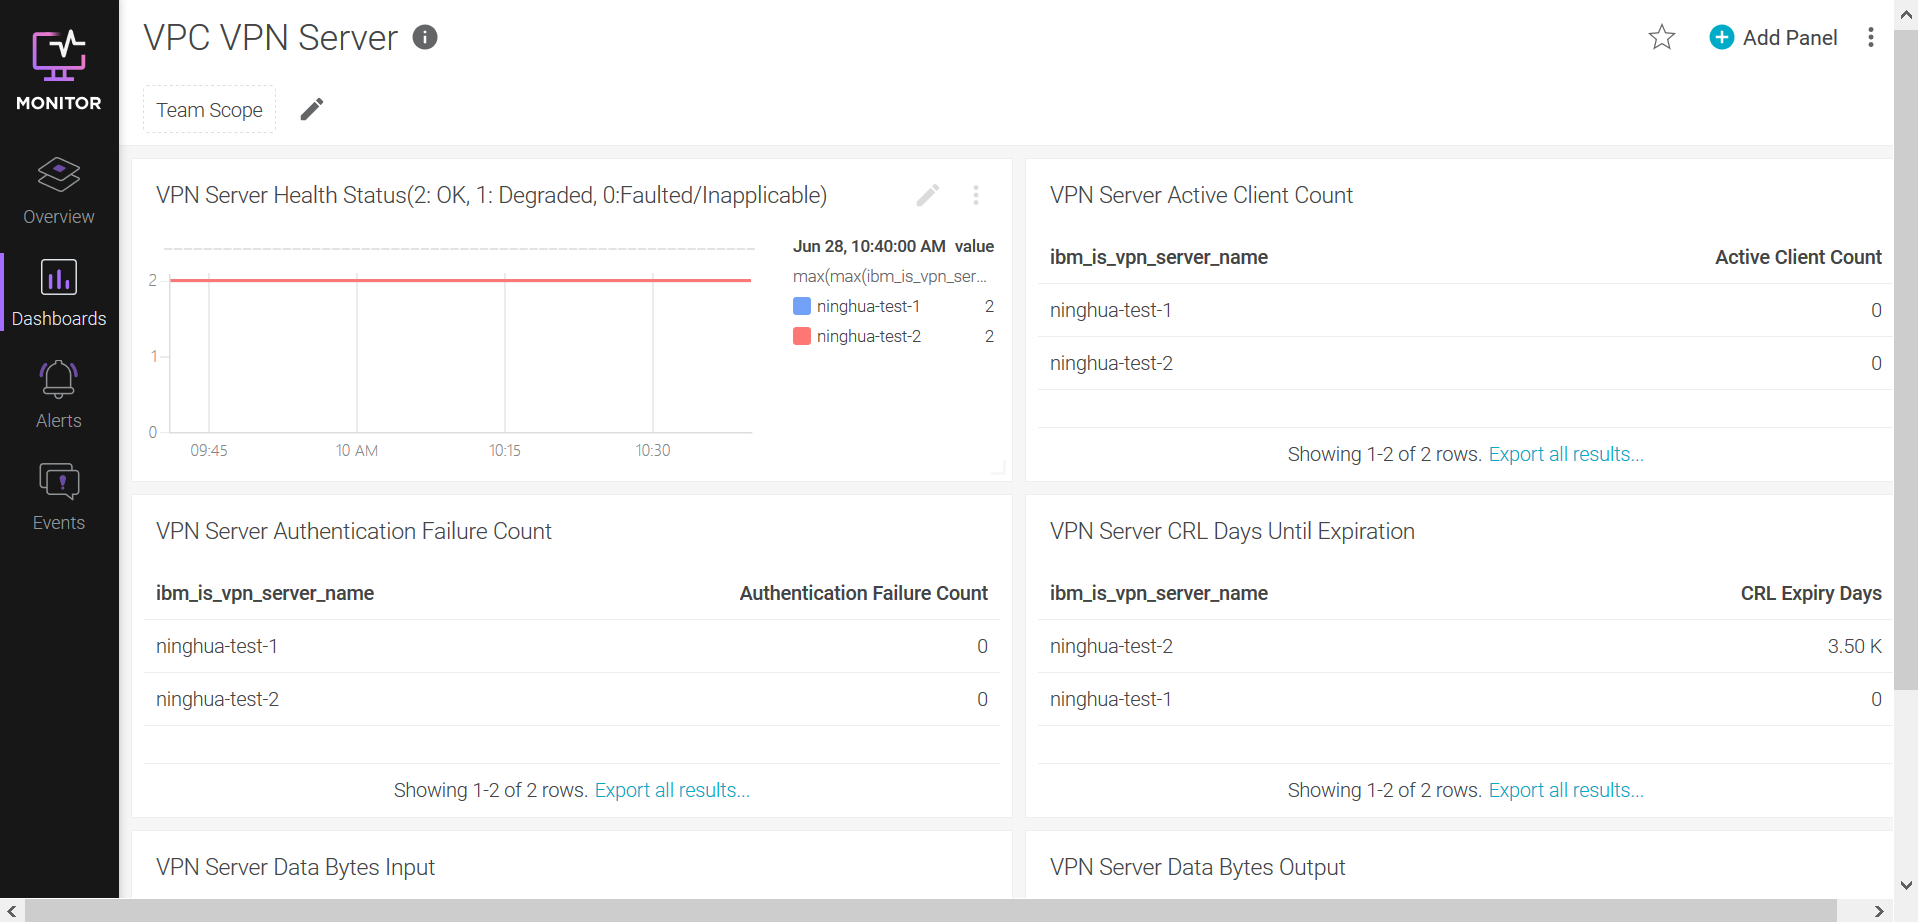 MONITOR
Overview
Dashboards
Alerts
Events
VPC VPN Server
Add Panel
Team Scope
VPN Server Health Status(2: OK, 1: Degraded, 0:Faulted/Inapplicable)
2
1
0
09:45 10 AM 10:15 10:30
Jun 28, 10:40:00 AM value
max(max(ibm_is_vpn_ser...
ninghua-test-1 2
ninghua-test-2 2
VPN Server Active Client Count
ibm_is_vpn_server_name Active Client Count
ninghua-test-1 0
ninghua-test-2 0
Showing 1-2 of 2 rows. Export all results...
VPN Server Authentication Failure Count
ibm_is_vpn_server_name Authentication Failure Count
ninghua-test-1 0
ninghua-test-2 0
Showing 1-2 of 2 rows. Export all results...
VPN Server CRL Days Until Expiration
ibm_is_vpn_server_name CRL Expiry Days
ninghua-test-2 3.50 K
ninghua-test-1 0
Showing 1-2 of 2 rows. Export all results...
VPN Server Data Bytes Input
VPN Server Data Bytes Output